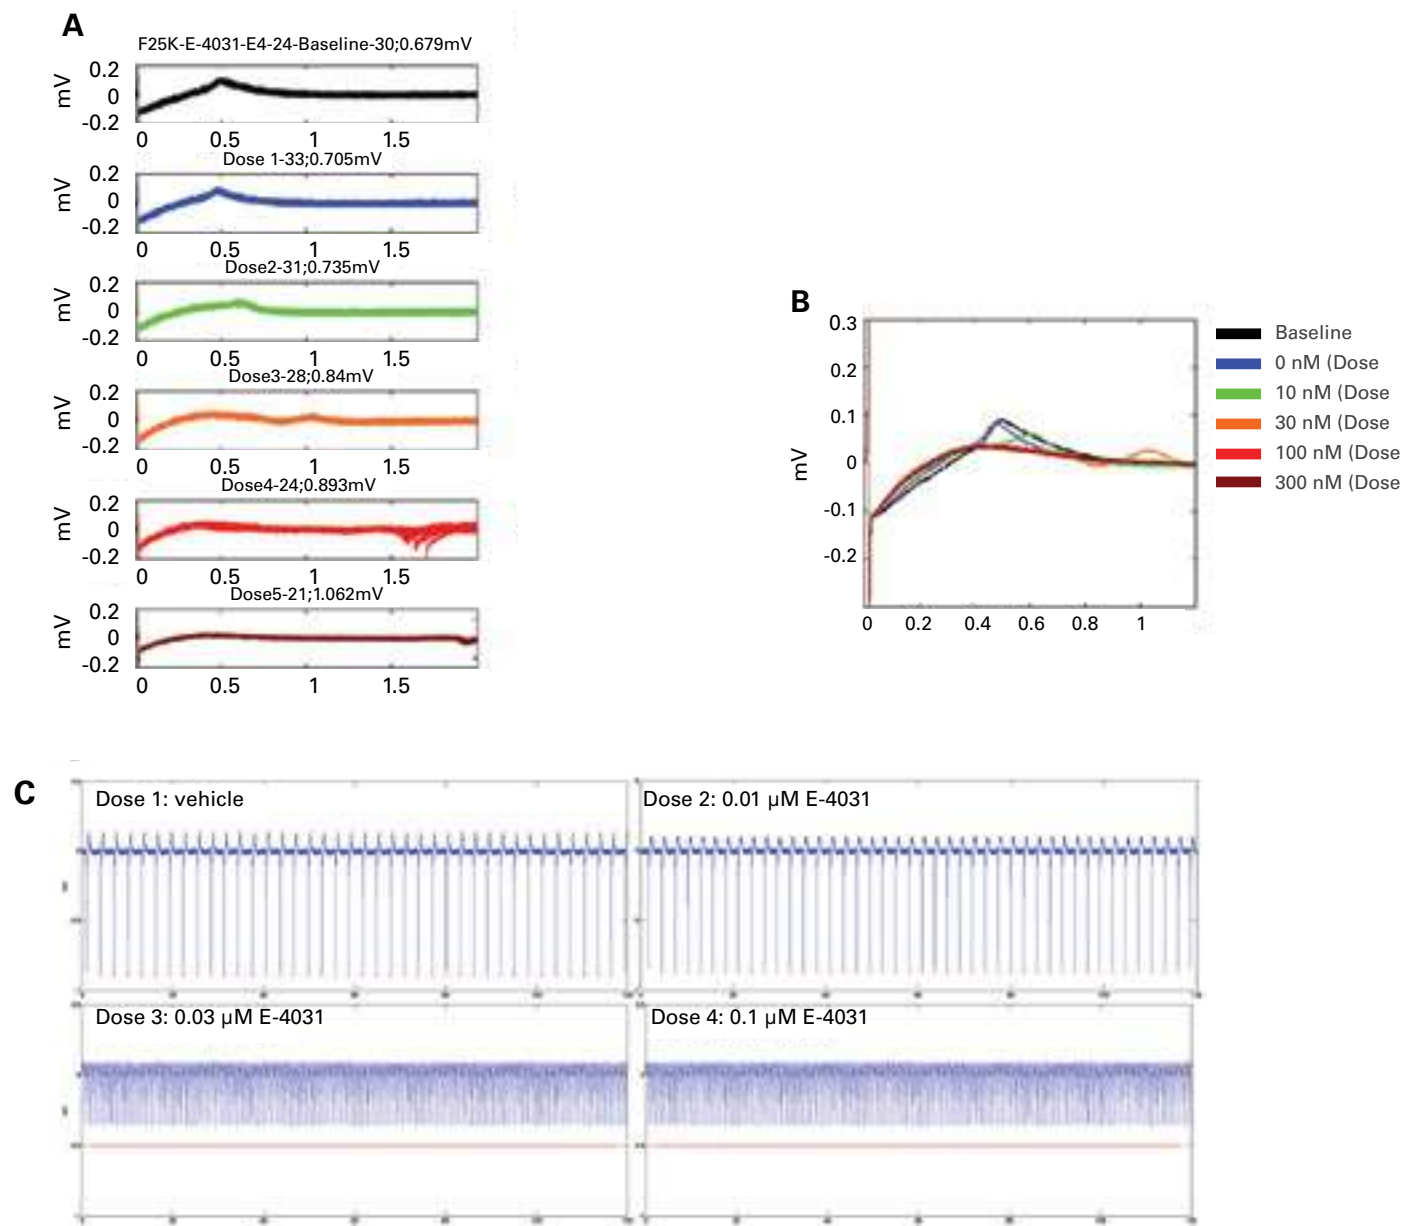 A
F25K-E-4031-E4-24-Baseline-30;0.679mV
mV
0.2
0
-0.2
0 0.5 1 1.5
Dose 1-33;0.705mV
mV
0.2
0
-0.2
0 0.5 1 1.5
Dose2-31;0.735mV
mV
0.2
0
-0.2
0 0.5 1 1.5
Dose3-28;0.84mV
mV
0.2
0
-0.2
0 0.5 1 1.5
Dose4-24;0.893mV
mV
0.2
0
-0.2
0 0.5 1 1.5
Dose5-21;1.062mV
mV
0.2
0
-0.2
0 0.5 1 1.5
B
mV
0.3
0.2
0.1
0
-0.1
-0.2
0 0.2 0.4 0.6 0.8 1
Baseline
0 nM (Dose
10 nM (Dose
30 nM (Dose
100 nM (Dose
300 nM (Dose
C
Dose 1: vehicle
Dose 2: 0.01 µM E-4031
Dose 3: 0.03 µM E-4031
Dose 4: 0.1 µM E-4031